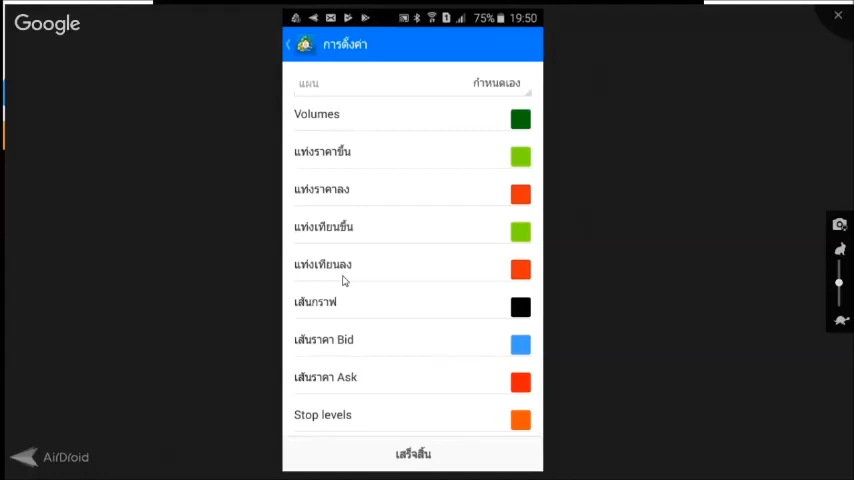 Google
75% 19:50
การตั้งค่า
แผน กำหนดเอง
Volumes
แท่งราคาขึ้น
แท่งราคาลง
แท่งเทียนขึ้น
แท่งเทียนลง
เส้นกราฟ
เส้นราคา Bid
เส้นราคา Ask
Stop levels
เสร็จสิ้น
AirDroid